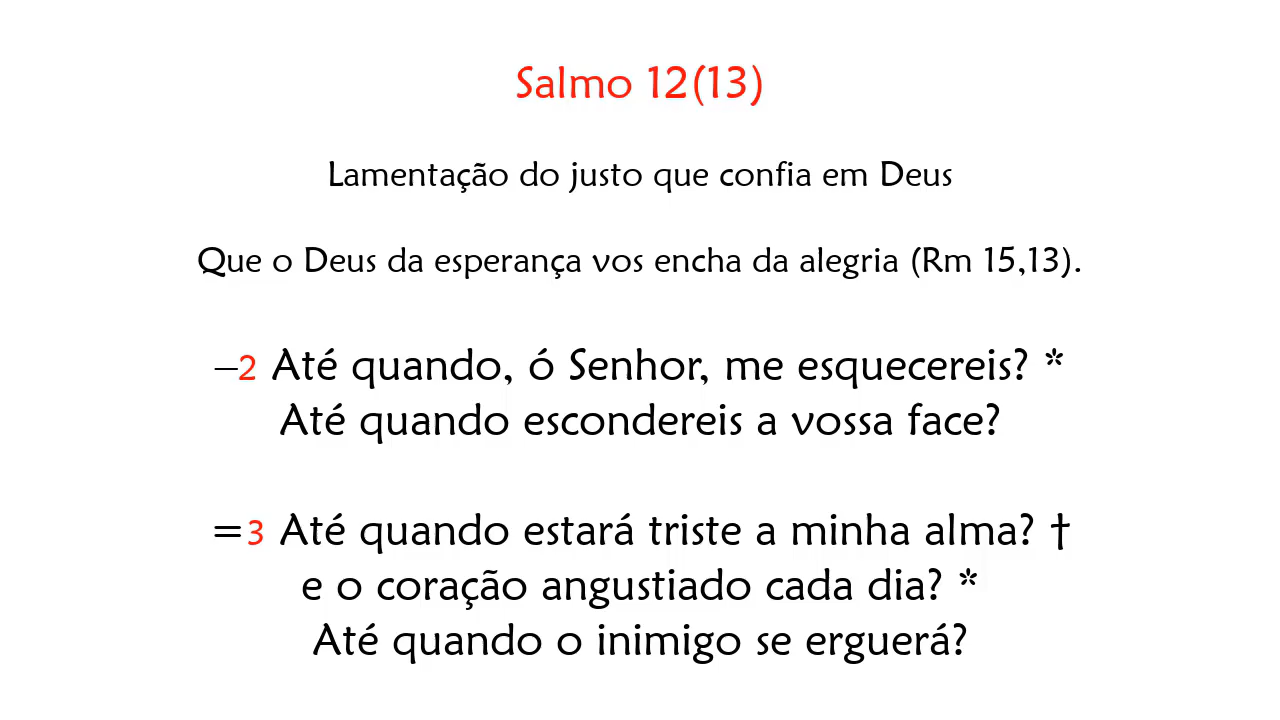 Salmo 12(13)
Lamentação do justo que confia em Deus
Que o Deus da esperança vos encha da alegria (Rm 15,13).
–2 Até quando, ó Senhor, me esquecereis? *
Até quando escondereis a vossa face?
=3 Até quando estará triste a minha alma? †
e o coração angustiado cada dia? *
Até quando o inimigo se erguerá?